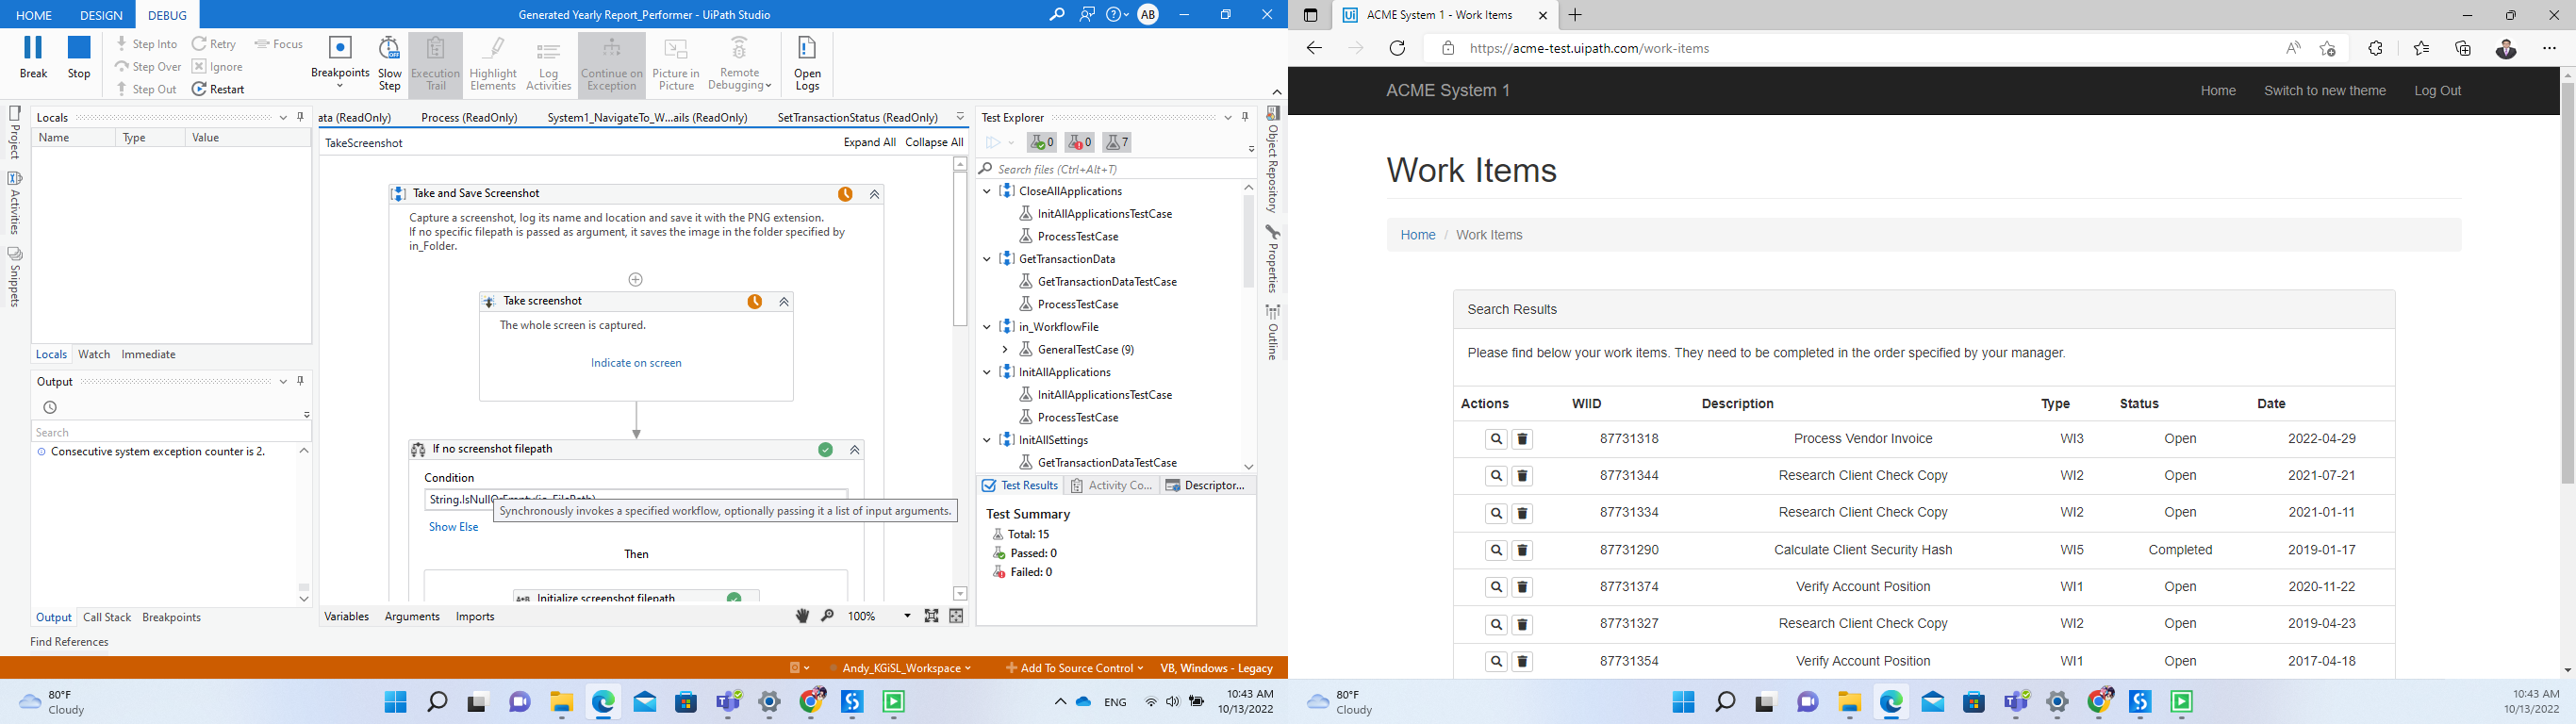 HOME DESIGN DEBUG
Generated Yearly Report_Performer - UiPath Studio
AB
Break
Stop
Step Into
Step Over
Step Out
Retry
Ignore
Restart
Focus
Breakpoints
Slow Step
Execution Trail
Highlight Elements
Log Activities
Continue on Exception
Picture in Picture
Remote Debugging
Open Logs
Project
Activities
Snippets
Locals
Name Type Value
Locals Watch Immediate
Output
Search
Consecutive system exception counter is 2.
Output Call Stack Breakpoints
Find References
ata (ReadOnly) Process (ReadOnly) System1_NavigateTo_W...ails (ReadOnly) SetTransactionStatus (ReadOnly)
TakeScreenshot
Expand All Collapse All
Take and Save Screenshot
Capture a screenshot, log its name and location and save it with the PNG extension.
If no specific filepath is passed as argument, it saves the image in the folder specified by
in_Folder.
Take screenshot
The whole screen is captured.
Indicate on screen
If no screenshot filepath
Condition
String.IsNullOrEmpty(io_FilePath)
Synchronously invokes a specified workflow, optionally passing it a list of input arguments.
Show Else
Then
A+B Initialize screenshot filepath
Variables Arguments Imports
100%
Test Explorer
0 0 7
Search files (Ctrl+Alt+T)
CloseAllApplications
InitAllApplicationsTestCase
ProcessTestCase
GetTransactionData
GetTransactionDataTestCase
ProcessTestCase
in_WorkflowFile
GeneralTestCase (9)
InitAllApplications
InitAllApplicationsTestCase
ProcessTestCase
InitAllSettings
GetTransactionDataTestCase
Test Results Activity Co... Descriptor...
Test Summary
Total: 15
Passed: 0
Failed: 0
Object Repository
Properties
Outline
Andy_KGiSL_Workspace
Add To Source Control
VB, Windows - Legacy
80°F
Cloudy
ENG
10:43 AM
10/13/2022
Ui ACME System 1 - Work Items
https://acme-test.uipath.com/work-items
ACME System 1
Home Switch to new theme Log Out
Work Items
Home / Work Items
Search Results
Please find below your work items. They need to be completed in the order specified by your manager.
Actions WIID Description Type Status Date
87731318 Process Vendor Invoice WI3 Open 2022-04-29
87731344 Research Client Check Copy WI2 Open 2021-07-21
87731334 Research Client Check Copy WI2 Open 2021-01-11
87731290 Calculate Client Security Hash WI5 Completed 2019-01-17
87731374 Verify Account Position WI1 Open 2020-11-22
87731327 Research Client Check Copy WI2 Open 2019-04-23
87731354 Verify Account Position WI1 Open 2017-04-18
80°F
Cloudy
10:43 AM
10/13/2022